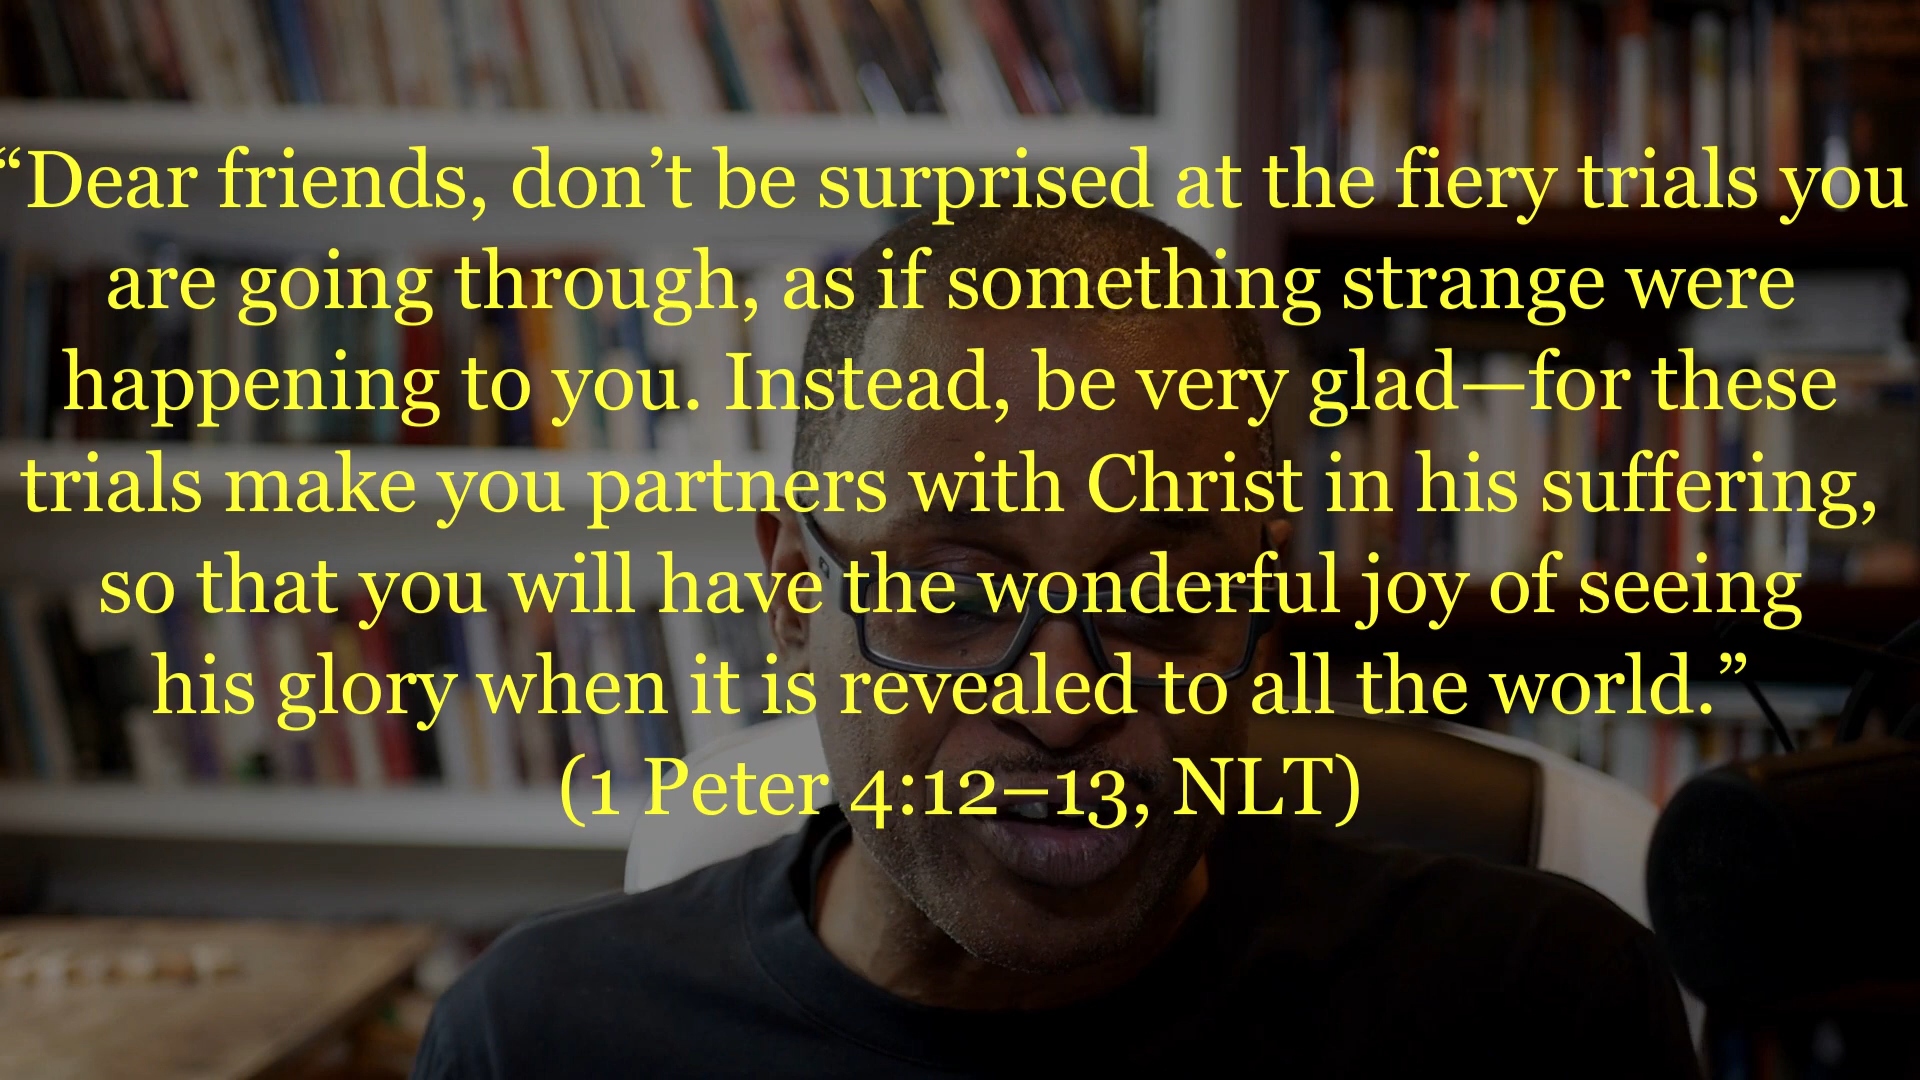 “Dear friends, don’t be surprised at the fiery trials you
are going through, as if something strange were
happening to you. Instead, be very glad—for these
trials make you partners with Christ in his suffering,
so that you will have the wonderful joy of seeing
his glory when it is revealed to all the world.”
(1 Peter 4:12–13, NLT)